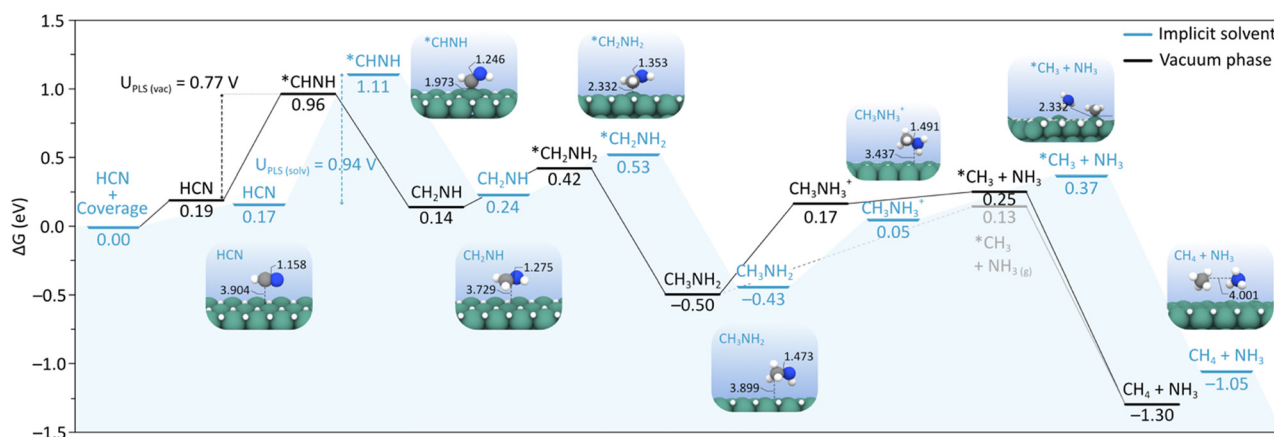 1.5
1.0
0.5
0.0
−0.5
−1.0
−1.5
ΔG (eV)
Implicit solvent
Vacuum phase
HCN
+
Coverage
0.00
HCN
0.19
HCN
0.17
U PLS (vac) = 0.77 V
U PLS (solv) = 0.94 V
*CHNH
0.96
*CHNH
1.11
*CHNH
1.246
1.973
HCN
1.158
3.904
CH₂NH
0.14
CH₂NH
0.24
CH₂NH
1.275
3.729
*CH₂NH₂
0.42
*CH₂NH₂
0.53
*CH₂NH₂
1.353
2.332
CH₃NH₂
−0.50
CH₃NH₂
−0.43
CH₃NH₂
1.473
3.899
CH₃NH₃⁺
0.17
CH₃NH₃⁺
0.05
CH₃NH₃⁺
1.491
3.437
*CH₃ + NH₃
0.25
0.13
*CH₃
+ NH₃ (g)
*CH₃ + NH₃
2.332
*CH₃ + NH₃
0.37
CH₄ + NH₃
4.001
CH₄ + NH₃
−1.05
CH₄ + NH₃
−1.30